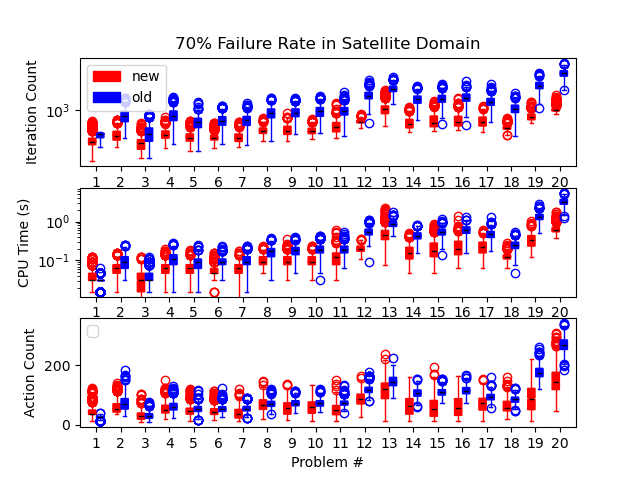 70% Failure Rate in Satellite Domain
Iteration Count
10³
new
old
1 2 3 4 5 6 7 8 9 10 11 12 13 14 15 16 17 18 19 20
CPU Time (s)
10⁰
10⁻¹
1 2 3 4 5 6 7 8 9 10 11 12 13 14 15 16 17 18 19 20
Action Count
200
0
1 2 3 4 5 6 7 8 9 10 11 12 13 14 15 16 17 18 19 20
Problem #